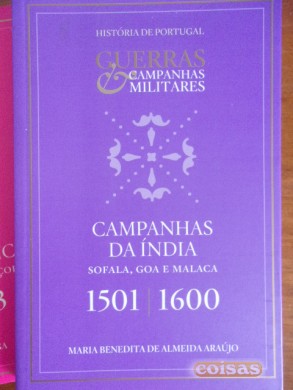 HISTÓRIA DE PORTUGAL
GUERRAS
& CAMPANHAS
MILITARES
CAMPANHAS
DA ÍNDIA
SOFALA, GOA E MALACA
1501 | 1600
MARIA BENEDITA DE ALMEIDA ARAÚJO
coisas